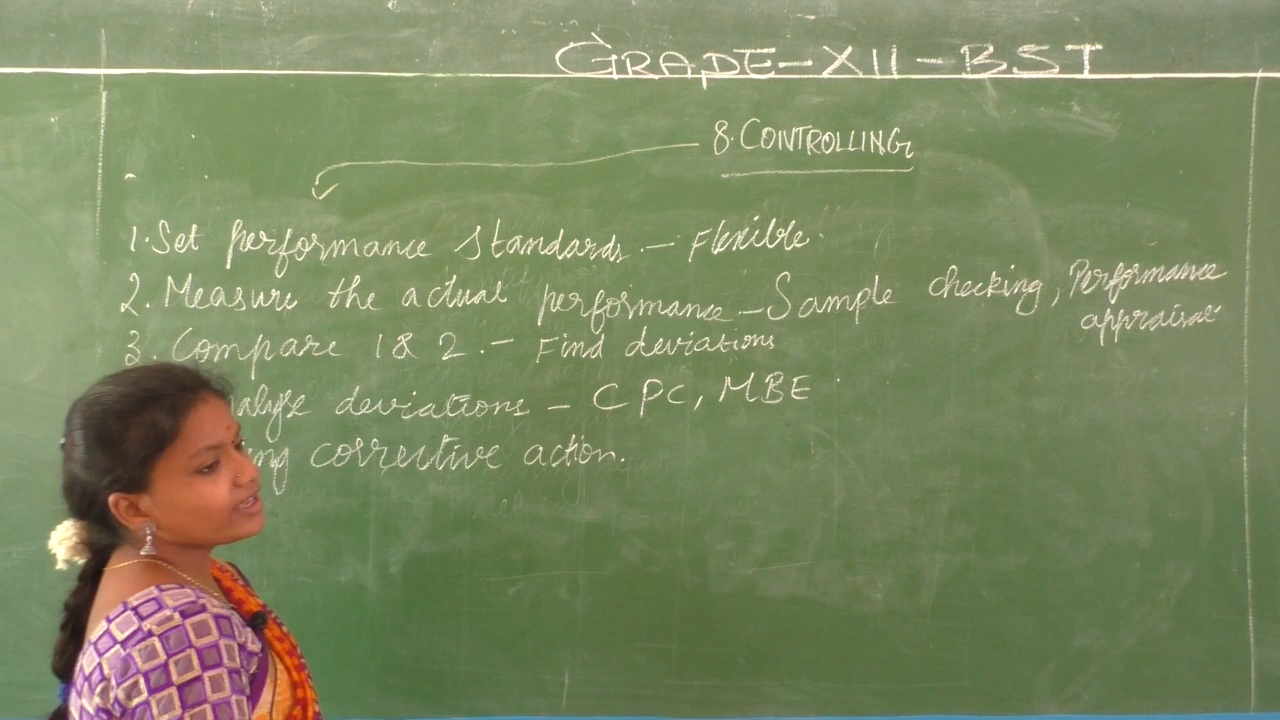 GRADE-XII-BST
8. CONTROLLING
1. Set performance standards. - Flexible.
2. Measure the actual performance - Sample checking, Performance
appraisal
3. Compare 1 & 2. - Find deviations
deviations - CPC, MBE
corrective action.